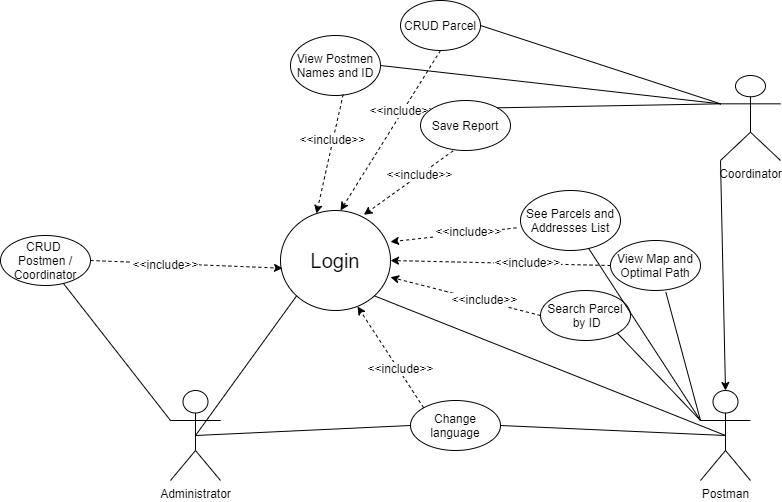 CRUD Parcel
View Postmen
Names and ID
<<include>>
Save Report
<<include>>
<<include>>
Coordinator
See Parcels and
Addresses List
<<include>>
CRUD
Postmen /
Coordinator
<<include>>
Login
<<include>>
View Map and
Optimal Path
<<include>>
Search Parcel
by ID
<<include>>
Change
language
Administrator
Postman